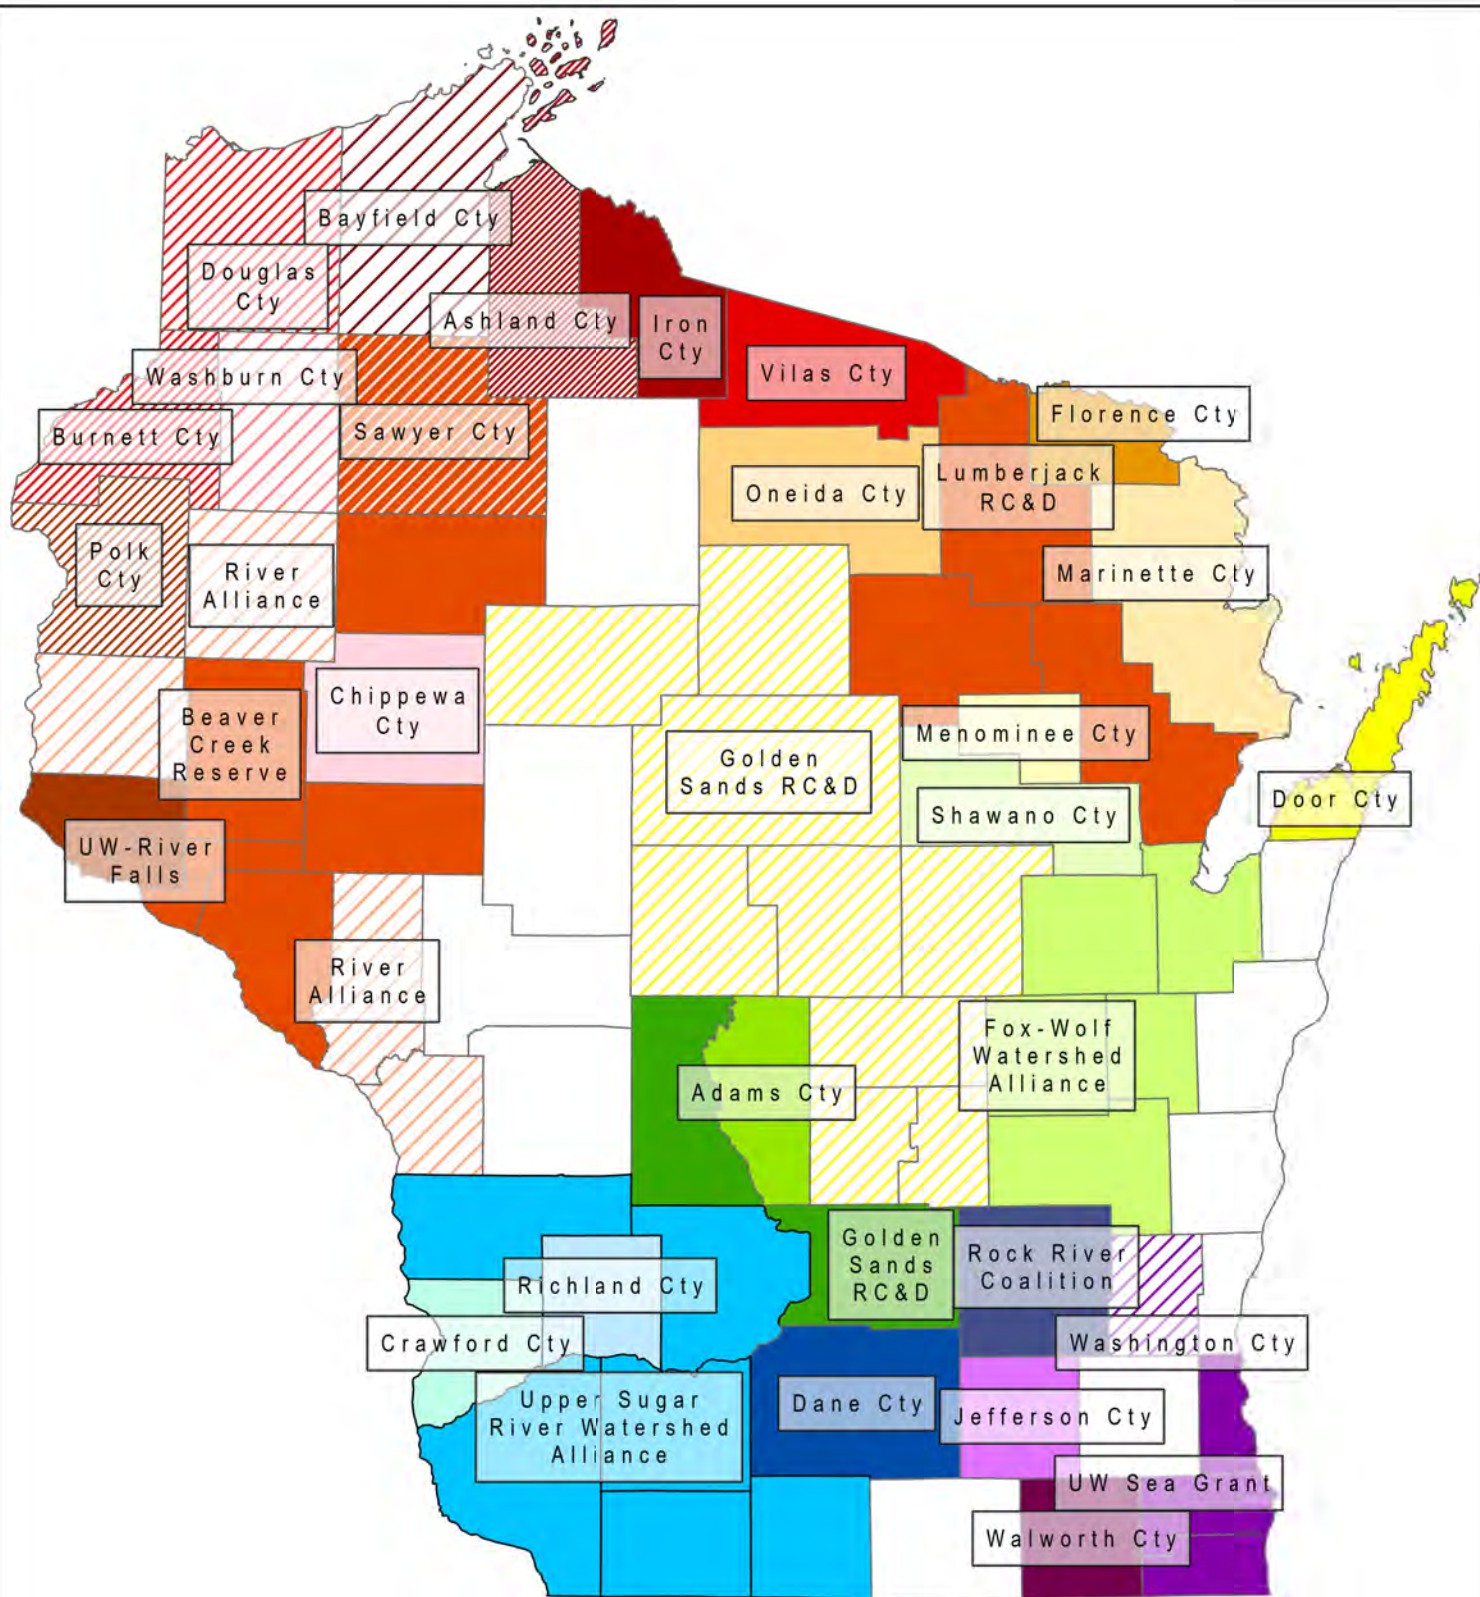 Bayfield Cty
Douglas
Cty
Ashland Cty
Iron
Cty
Vilas Cty
Washburn Cty
Florence Cty
Burnett Cty
Sawyer Cty
Oneida Cty
Lumberjack
RC&D
Polk
Cty
River
Alliance
Marinette Cty
Beaver
Creek
Reserve
Chippewa
Cty
Golden
Sands RC&D
Menominee Cty
Shawano Cty
Door Cty
UW-River
Falls
River
Alliance
Fox-Wolf
Watershed
Alliance
Adams Cty
Golden
Sands
RC&D
Rock River
Coalition
Richland Cty
Crawford Cty
Washington Cty
Upper Sugar
River Watershed
Alliance
Dane Cty
Jefferson Cty
UW Sea Grant
Walworth Cty